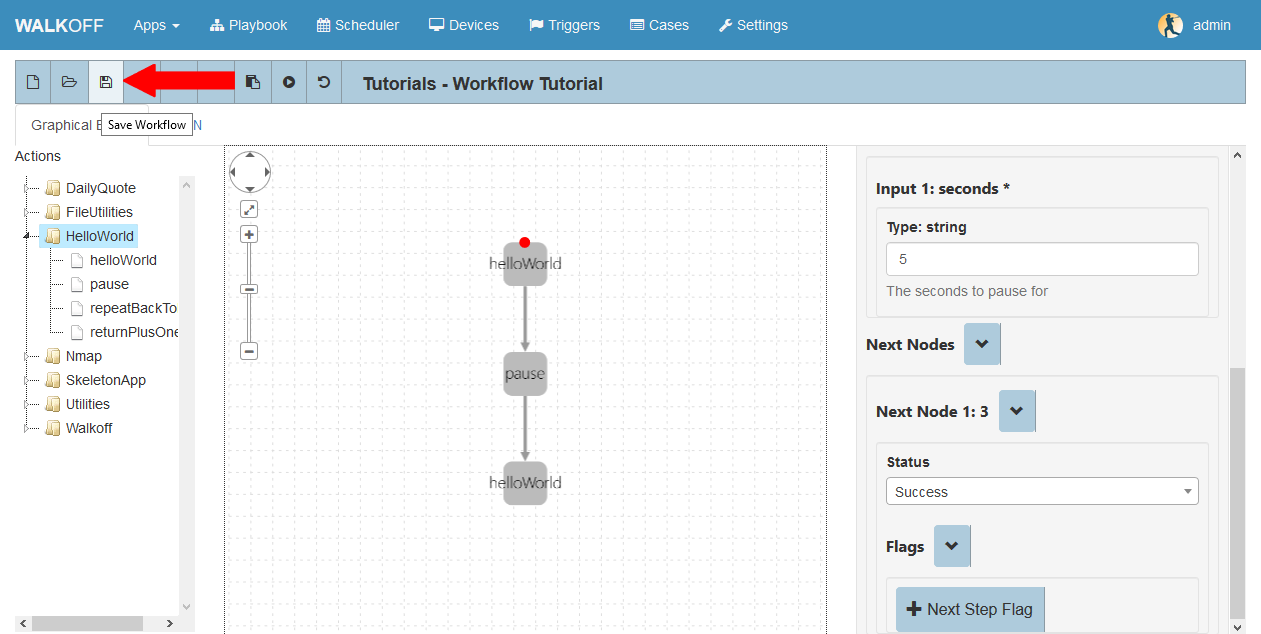 WALKOFF Apps Playbook Scheduler Devices Triggers Cases Settings admin
Tutorials - Workflow Tutorial
Graphical E
Save Workflow
N
Actions
DailyQuote
FileUtilities
HelloWorld
helloWorld
pause
repeatBackTo
returnPlusOne
Nmap
SkeletonApp
Utilities
Walkoff
helloWorld
pause
helloWorld
Input 1: seconds *
Type: string
5
The seconds to pause for
Next Nodes
Next Node 1: 3
Status
Success
Flags
Next Step Flag